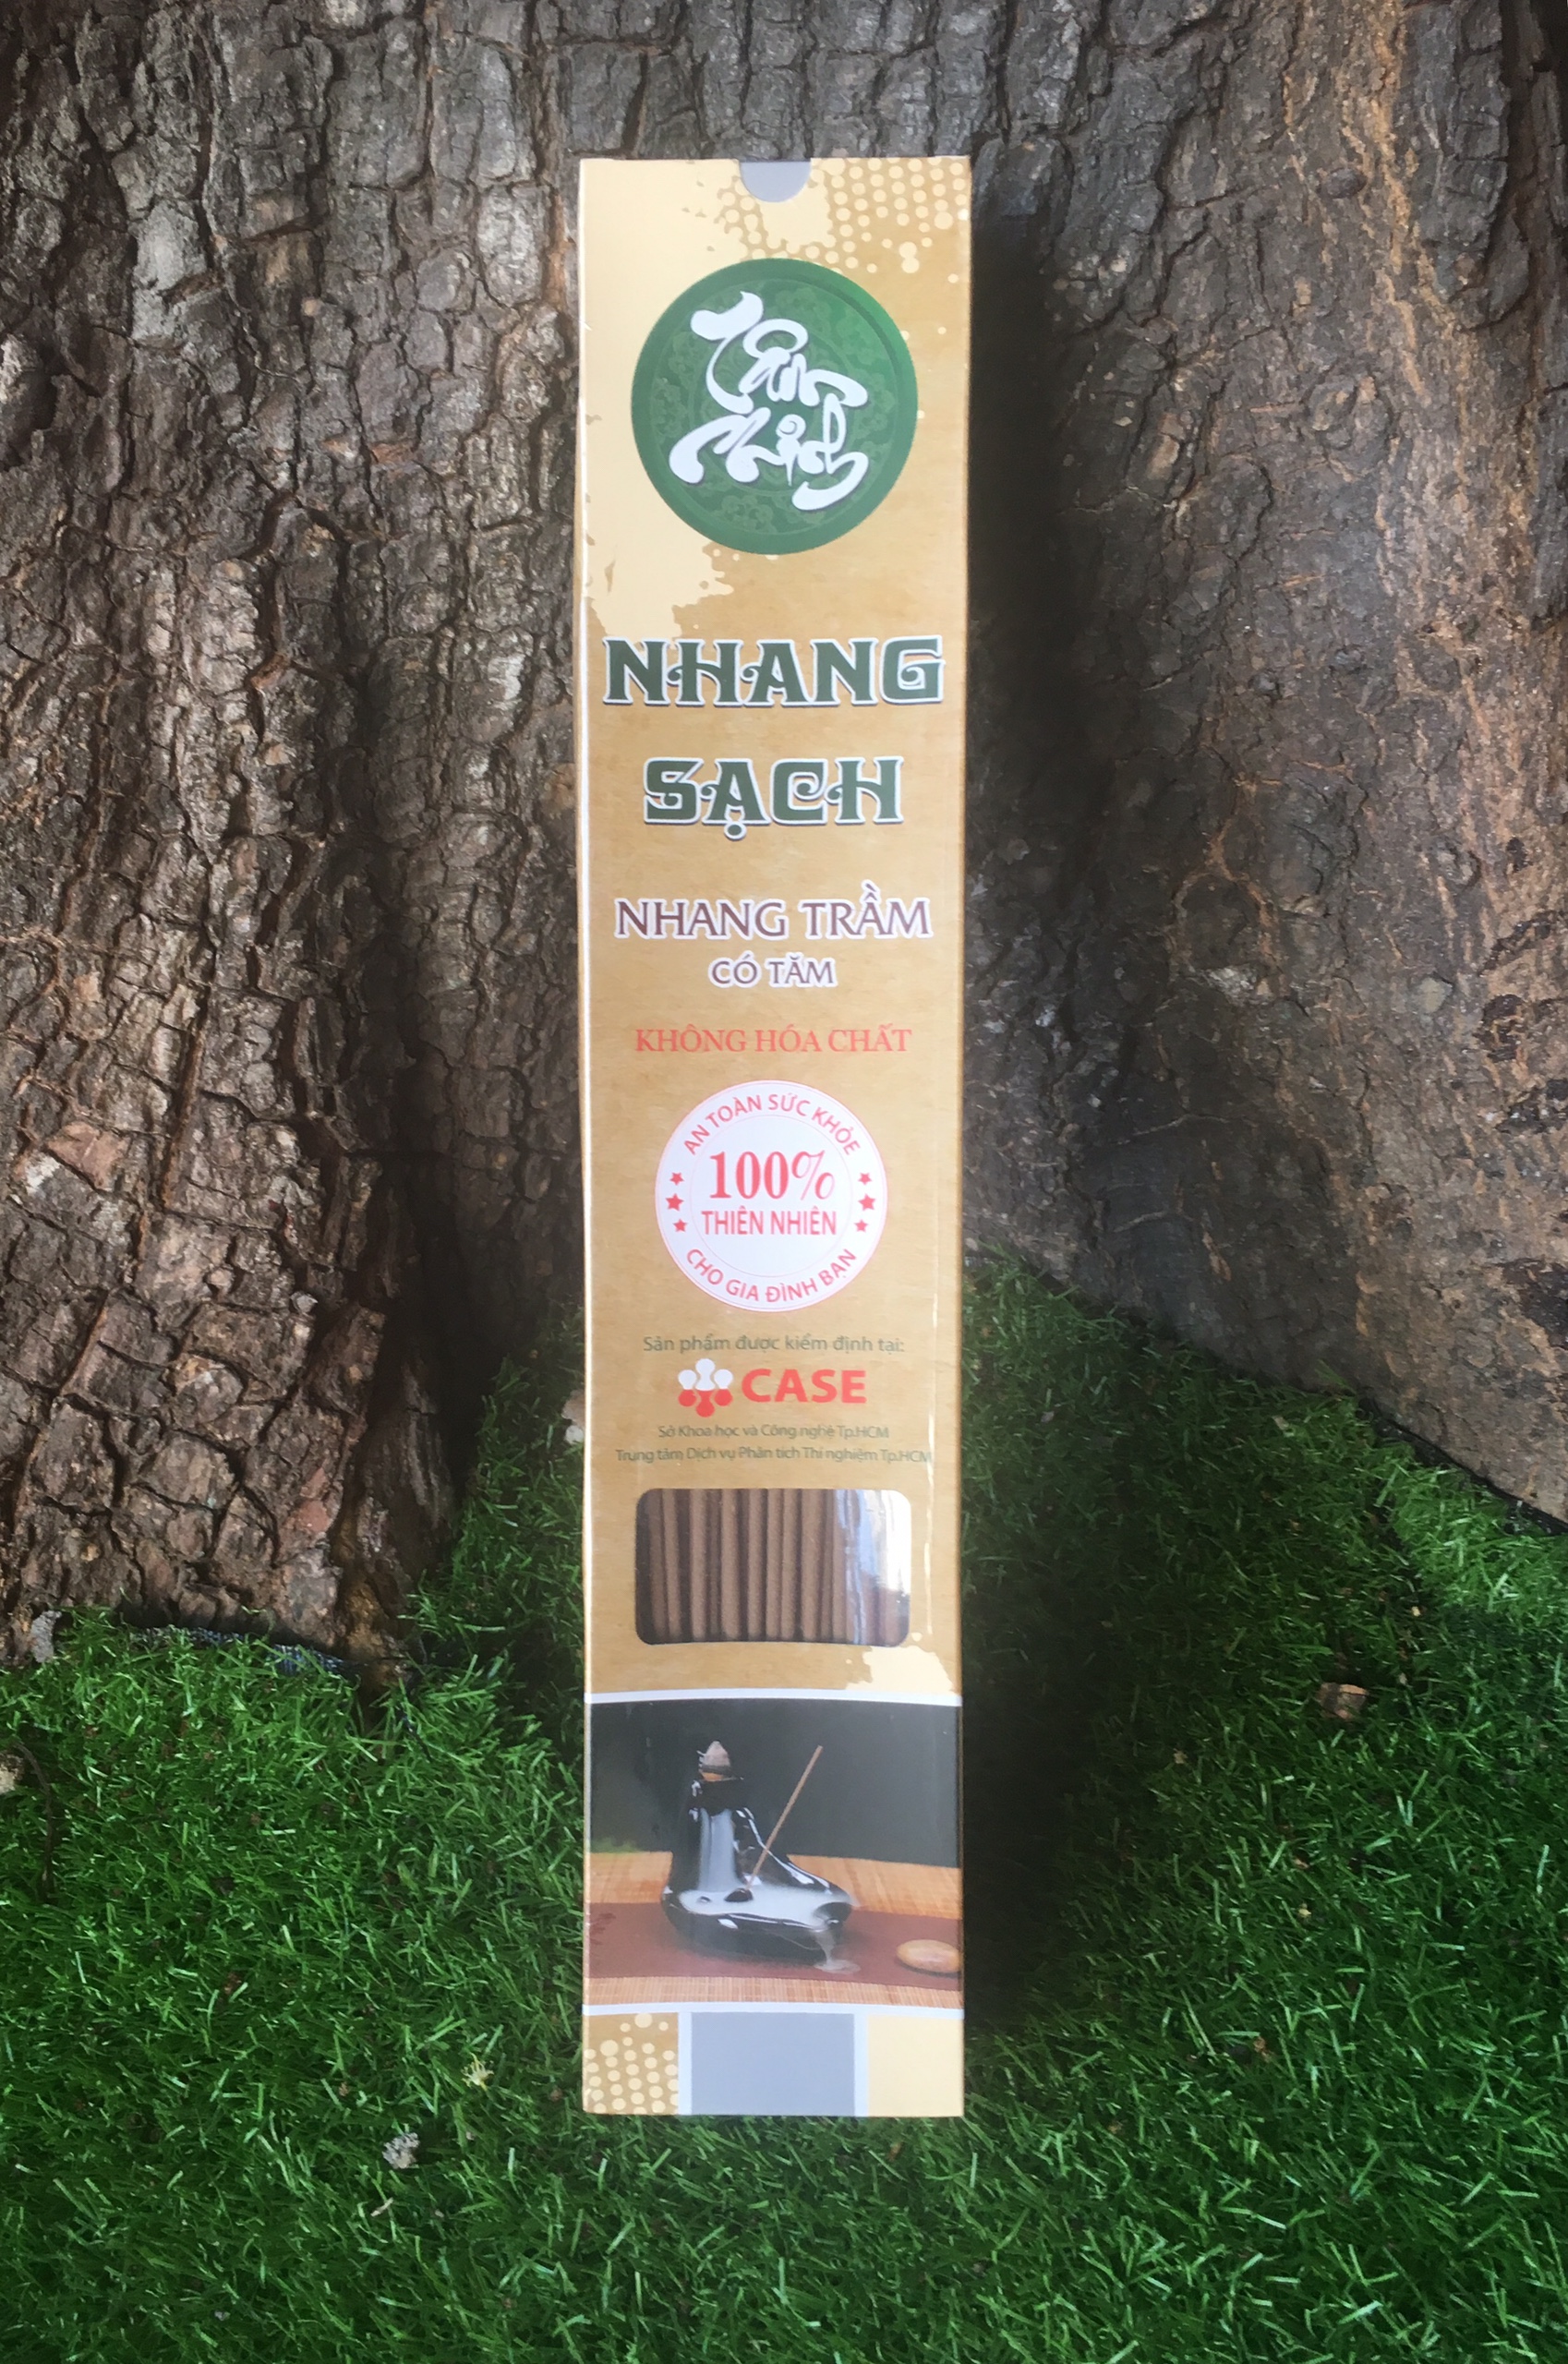 Tâm
Minh
NHANG
SẠCH
NHANG TRẦM
CÓ TĂM
KHÔNG HÓA CHẤT
AN TOÀN SỨC KHỎE
100%
THIÊN NHIÊN
CHO GIA ĐÌNH BẠN
Sản phẩm được kiểm định tại:
CASE
Sở Khoa học và Công nghệ Tp.HCM
Trung tâm Dịch vụ Phân tích Thí nghiệm Tp.HCM